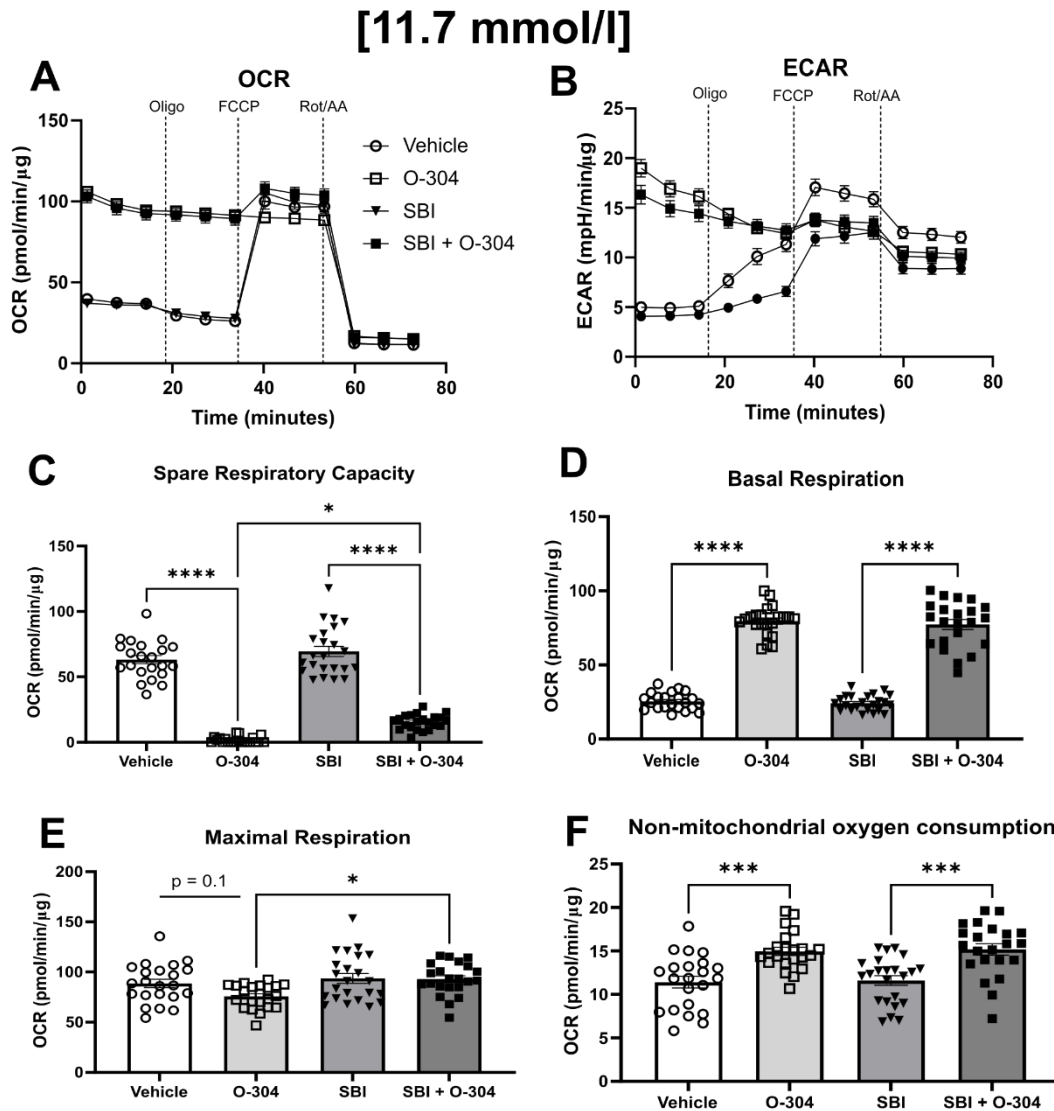 [11.7 mmol/l]
A
OCR
Oligo
FCCP
Rot/AA
150
100
50
0
OCR (pmol/min/μg)
0
20
40
60
80
Time (minutes)
Vehicle
O-304
SBI
SBI + O-304
B
ECAR
Oligo
FCCP
Rot/AA
25
20
15
10
5
0
ECAR (mpH/min/μg)
0
20
40
60
80
Time (minutes)
C
Spare Respiratory Capacity
*
****
****
150
100
50
0
OCR (pmol/min/μg)
Vehicle
O-304
SBI
SBI + O-304
D
Basal Respiration
****
****
150
100
50
0
OCR (pmol/min/μg)
Vehicle
O-304
SBI
SBI + O-304
E
Maximal Respiration
p = 0.1
*
200
150
100
50
0
OCR (pmol/min/μg)
Vehicle
O-304
SBI
SBI + O-304
F
Non-mitochondrial oxygen consumption
***
***
25
20
15
10
5
0
OCR (pmol/min/μg)
Vehicle
O-304
SBI
SBI + O-304